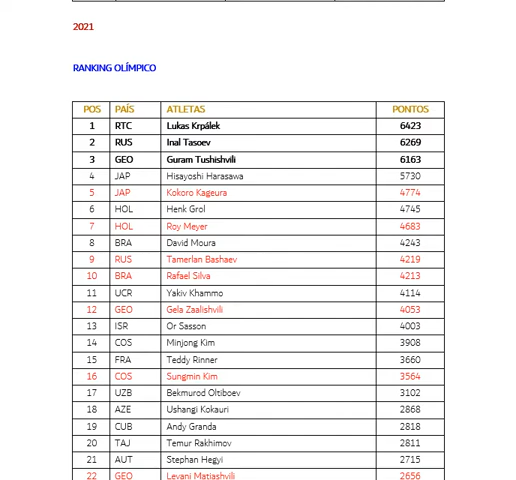 2021
RANKING OLÍMPICO
POS PAÍS ATLETAS PONTOS
1 RTC Lukas Krpálek 6423
2 RUS Inal Tasoev 6269
3 GEO Guram Tushishvili 6163
4 JAP Hisayoshi Harasawa 5730
5 JAP Kokoro Kageura 4774
6 HOL Henk Grol 4745
7 HOL Roy Meyer 4683
8 BRA David Moura 4243
9 RUS Tamerlan Bashaev 4219
10 BRA Rafael Silva 4213
11 UCR Yakiv Khammo 4114
12 GEO Gela Zaalishvili 4053
13 ISR Or Sasson 4003
14 COS Minjong Kim 3908
15 FRA Teddy Rinner 3660
16 COS Sungmin Kim 3564
17 UZB Bekmurod Oltiboev 3102
18 AZE Ushangi Kokauri 2868
19 CUB Andy Granda 2818
20 TAJ Temur Rakhimov 2811
21 AUT Stephan Hegyi 2715
22 GEO Levani Matiashvili 2656